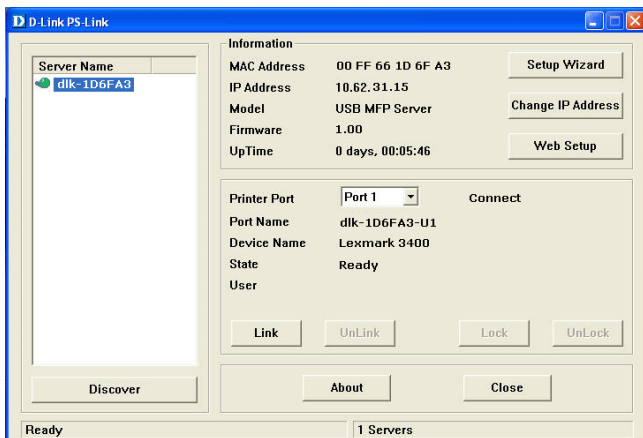 D D-Link PS-Link
Server Name
dlk-1D6FA3
Discover
Information
MAC Address 00 FF 66 1D 6F A3
IP Address 10.62.31.15
Model USB MFP Server
Firmware 1.00
UpTime 0 days, 00:05:46
Setup Wizard
Change IP Address
Web Setup
Printer Port Port 1 Connect
Port Name dlk-1D6FA3-U1
Device Name Lexmark 3400
State Ready
User
Link UnLink Lock UnLock
About Close
Ready 1 Servers